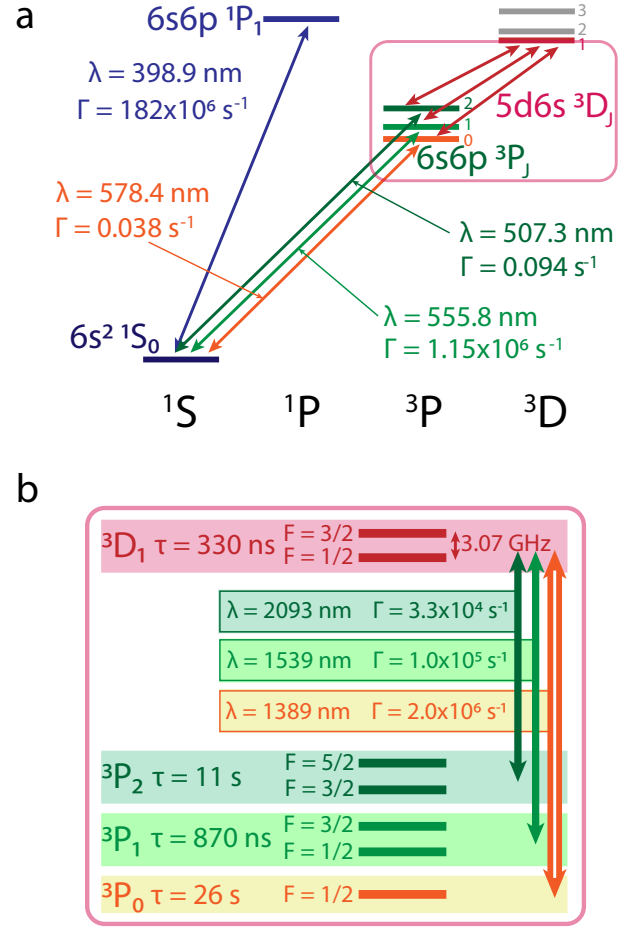 a
6s6p ¹P₁
3
2
1
λ = 398.9 nm
Γ = 182x10⁶ s⁻¹
5d6s ³D_J
2
1
0
6s6p ³P_J
λ = 578.4 nm
Γ = 0.038 s⁻¹
λ = 507.3 nm
Γ = 0.094 s⁻¹
λ = 555.8 nm
Γ = 1.15x10⁶ s⁻¹
6s² ¹S₀
¹S ¹P ³P ³D
b
³D₁ τ = 330 ns
F = 3/2
F = 1/2
3.07 GHz
λ = 2093 nm Γ = 3.3x10⁴ s⁻¹
λ = 1539 nm Γ = 1.0x10⁵ s⁻¹
λ = 1389 nm Γ = 2.0x10⁶ s⁻¹
³P₂ τ = 11 s
F = 5/2
F = 3/2
³P₁ τ = 870 ns
F = 3/2
F = 1/2
³P₀ τ = 26 s
F = 1/2